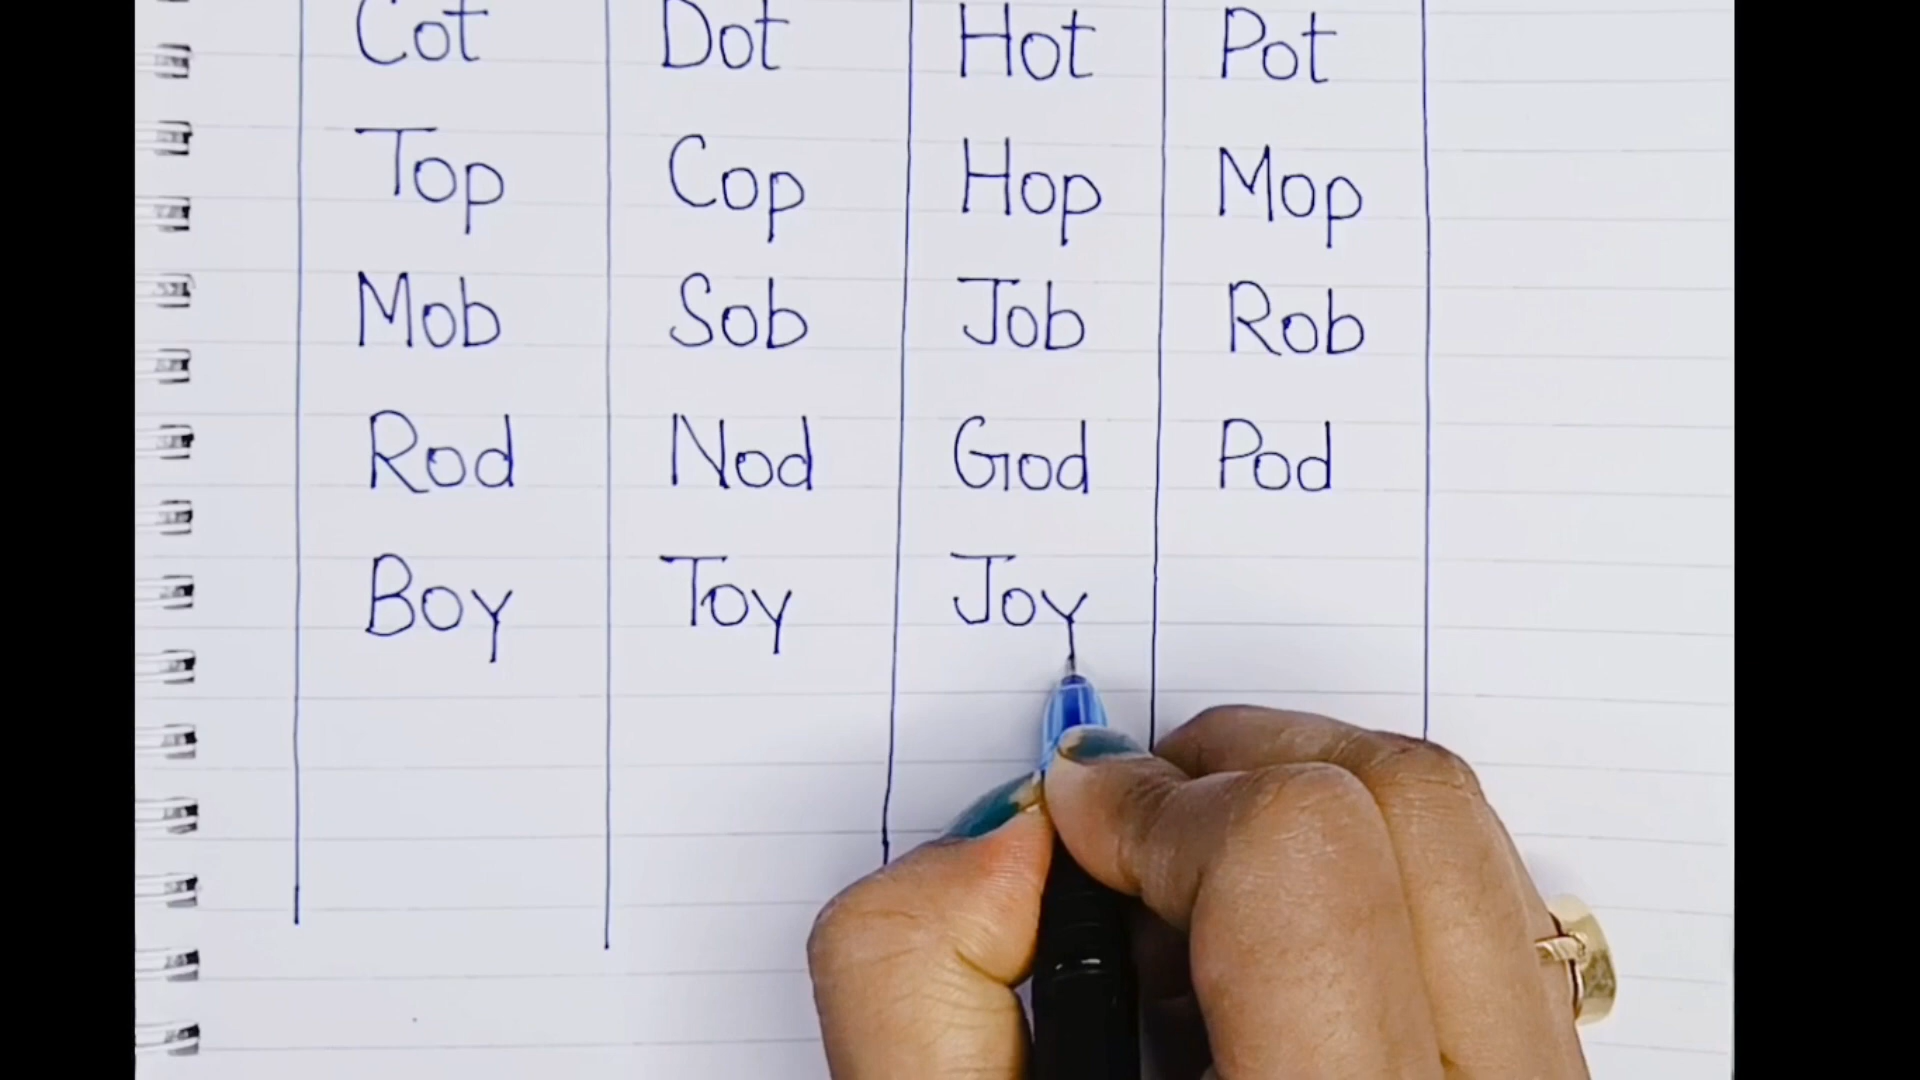 Cot Dot Hot Pot
Top Cop Hop Mop
Mob Sob Job Rob
Rod Nod God Pod
Boy Toy Joy